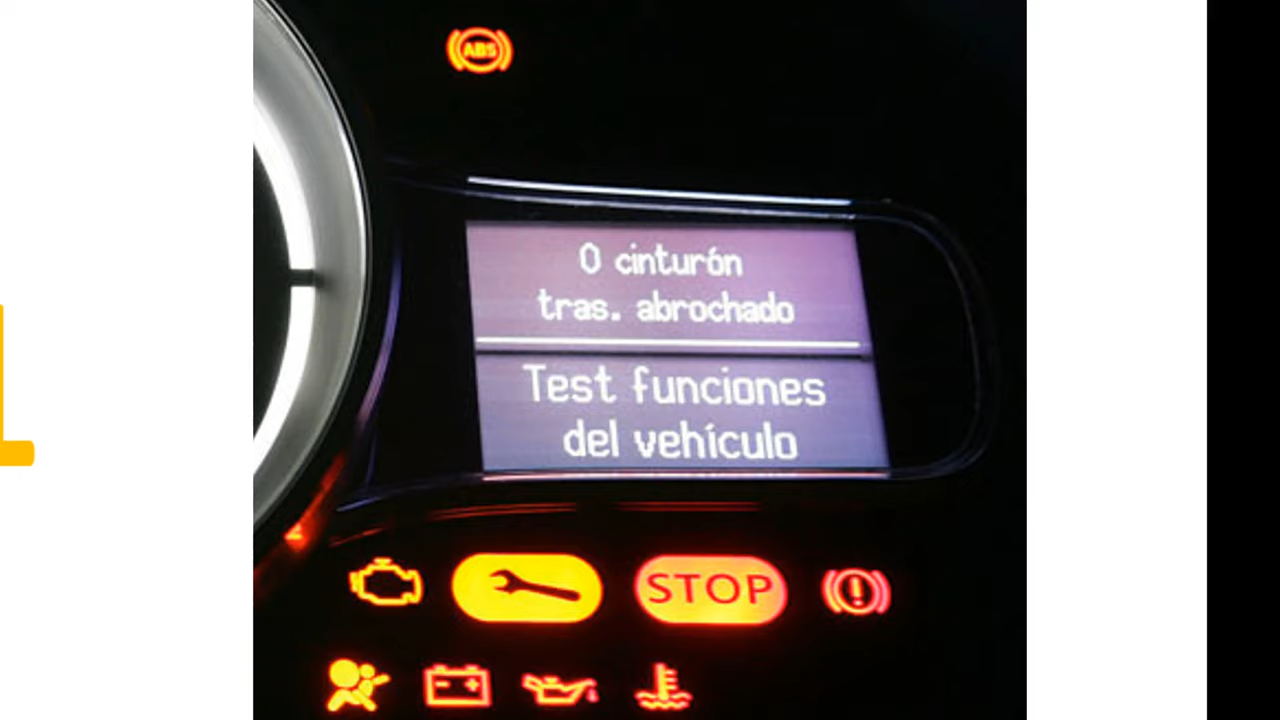 ABS
0 cinturón
tras. abrochado
Test funciones
del vehículo
STOP